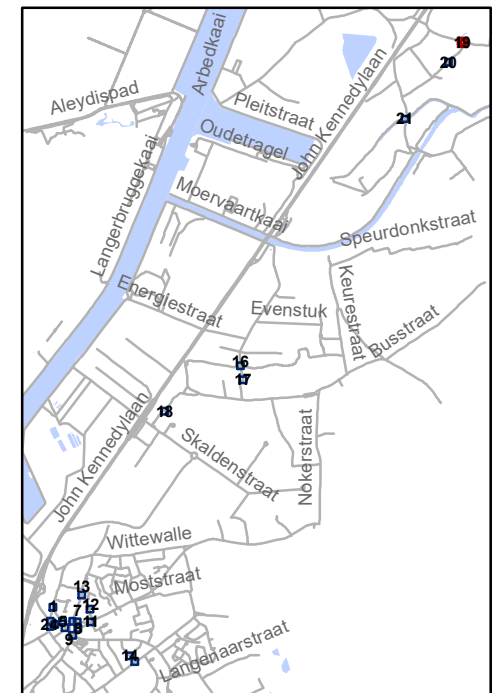 19
20
Arbedkaai
Aleydispad
Pleitstraat
John Kennedylaan
21
Oudetragel
Langerbruggekaai
Moervaartkaai
Speurdonkstraat
Energiestraat
Evenstuk
Keurestraat
Busstraat
16
17
John Kennedylaan
18
Skaldenstraat
Nokerstraat
Wittewalle
13
Moststraat
12
7
11
9
Langenaarstraat
14